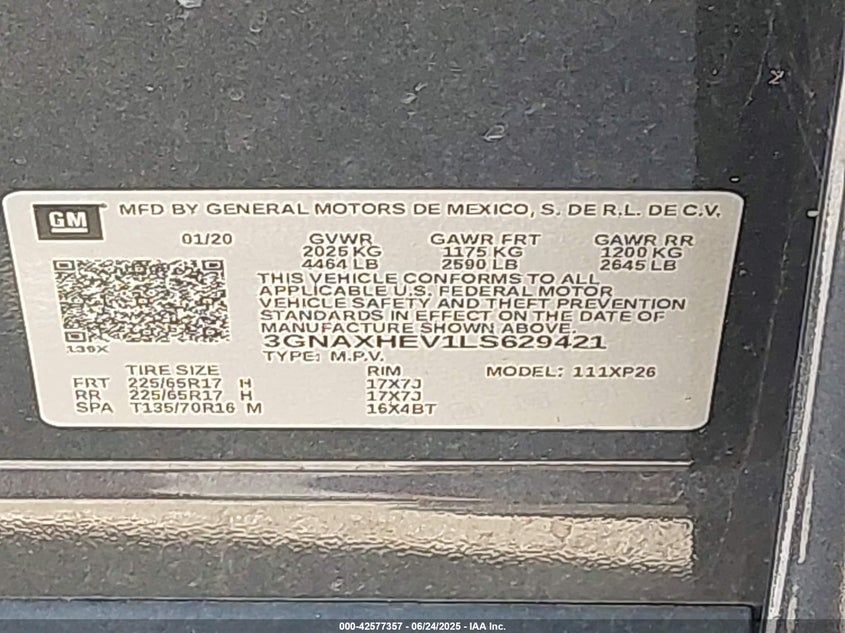 GM MFD BY GENERAL MOTORS DE MEXICO, S. DE R.L. DE C.V.
01/20 GVWR GAWR FRT GAWR RR
2025 KG 1175 KG 1200 KG
4464 LB 2590 LB 2645 LB
THIS VEHICLE CONFORMS TO ALL
APPLICABLE U.S. FEDERAL MOTOR
VEHICLE SAFETY AND THEFT PREVENTION
STANDARDS IN EFFECT ON THE DATE OF
MANUFACTURE SHOWN ABOVE.
139X 3GNAXHEV1LS629421
TYPE: M.P.V.
TIRE SIZE RIM MODEL: 111XP26
FRT 225/65R17 H 17X7J
RR 225/65R17 H 17X7J
SPA T135/70R16 M 16X4BT
000-42577357 - 06/24/2025 - IAA Inc.